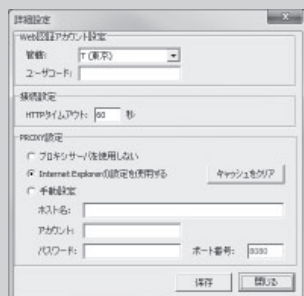 詳細設定
Web認証アカウント設定
管轄: T(東京)
ユーザコード:
接続設定
HTTPタイムアウト: 60 秒
PROXY設定
プロキシサーバを使用しない
Internet Explorerの設定を使用する
キャッシュをクリア
手動設定
ホスト名:
アカウント:
パスワード:
ポート番号: 8080
保存
閉じる